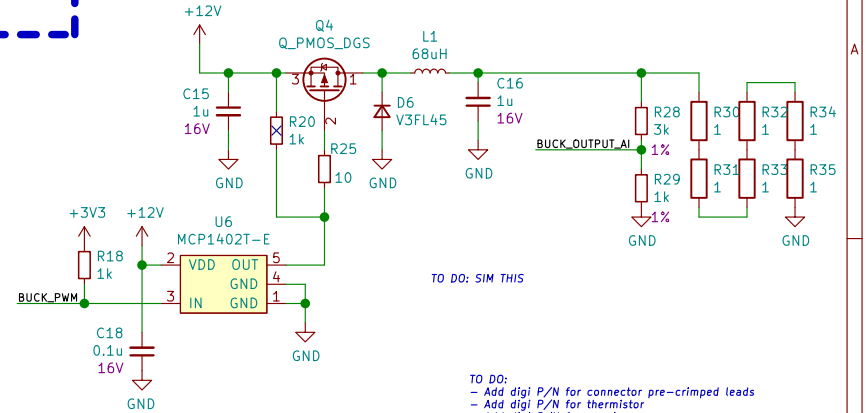 +12V
Q4
Q_PMOS_DGS
3
1
2
L1
68uH
C15
1u
16V
GND
R20
1k
R25
10
D6
V3FL45
GND
C16
1u
16V
GND
R28
3k
1%
BUCK_OUTPUT_AI
R29
1k
1%
GND
R30
1
R32
1
R34
1
R31
1
R33
1
R35
1
GND
+3V3
+12V
U6
MCP1402T-E
R18
1k
2
VDD
OUT
5
GND
4
BUCK_PWM
3
IN
GND
1
GND
C18
0.1u
16V
GND
TO DO: SIM THIS
TO DO:
- Add digi P/N for connector pre-crimped leads
- Add digi P/N for thermistor
A